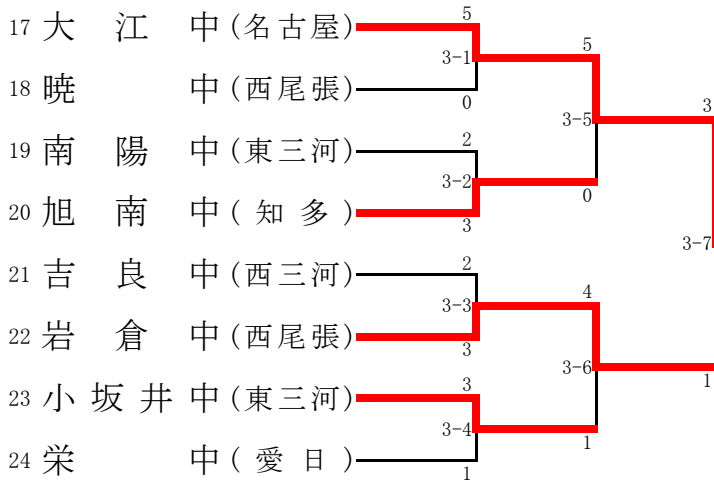 17 大江中(名古屋) 5
3-1 5
18 暁中(西尾張) 0
3-5 3
19 南陽中(東三河) 2
3-2 0
20 旭南中(知多) 3
3-7
21 吉良中(西三河) 2
3-3 4
22 岩倉中(西尾張) 3
3-6 1
23 小坂井中(東三河) 3
3-4 1
24 栄中(愛日) 1